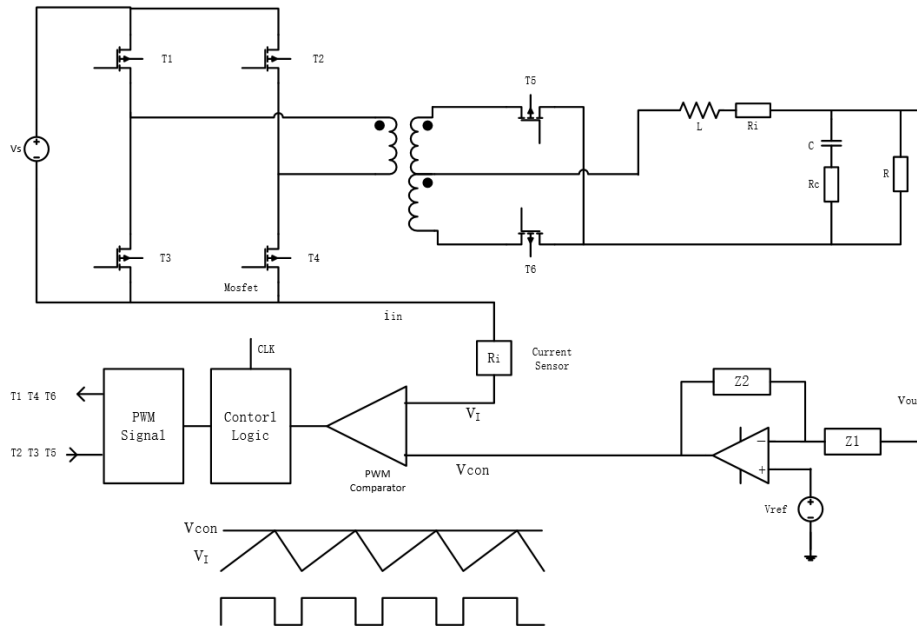 T1
T2
Vs
T3
T4
Mosfet
T5
T6
L
Ri
C
Rc
R
iin
Ri
Current
Sensor
CLK
T1 T4 T6
T2 T3 T5
PWM
Signal
Contorl
Logic
PWM
Comparator
VI
Vcon
Z2
Z1
Vou
Vref
Vcon
VI